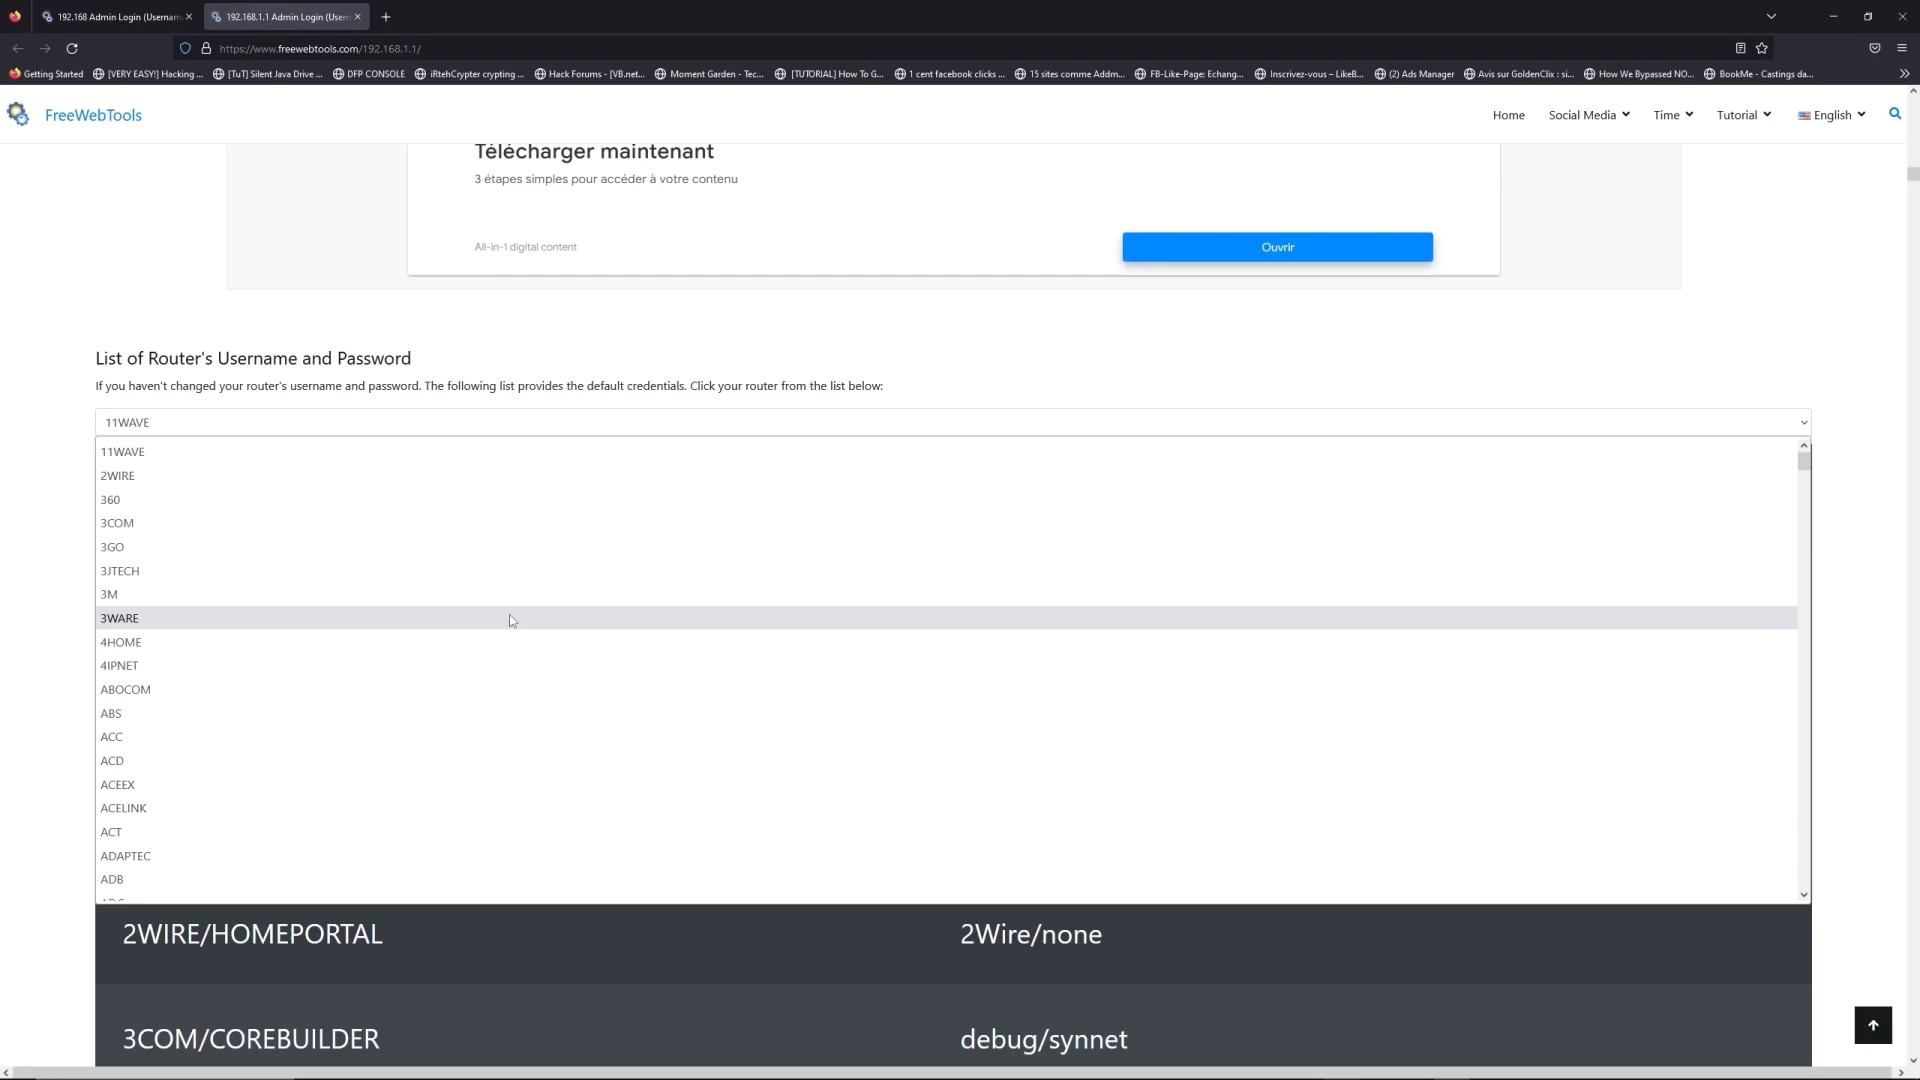 192.168 Admin Login (Usernam
192.168.1.1 Admin Login (Usern
https://www.freewebtools.com/192.168.1.1/
Getting Started
[VERY EASY!] Hacking ...
[TuT] Silent Java Drive ...
DFP CONSOLE
iRtehCrypter crypting ...
Hack Forums - [VB.net...
Moment Garden - Tec...
[TUTORIAL] How To G...
1 cent facebook clicks ...
15 sites comme Addm...
FB-Like-Page: Echang...
Inscrivez-vous – LikeB...
(2) Ads Manager
Avis sur GoldenClix : si...
How We Bypassed NO...
BookMe - Castings da...
FreeWebTools
Home
Social Media
Time
Tutorial
English
Télécharger maintenant
3 étapes simples pour accéder à votre contenu
All-in-1 digital content
Ouvrir
List of Router's Username and Password
If you haven't changed your router's username and password. The following list provides the default credentials. Click your router from the list below:
11WAVE
11WAVE
2WIRE
360
3COM
3GO
3JTECH
3M
3WARE
4HOME
4IPNET
ABOCOM
ABS
ACC
ACD
ACEEX
ACELINK
ACT
ADAPTEC
ADB
2WIRE/HOMEPORTAL
2Wire/none
3COM/COREBUILDER
debug/synnet